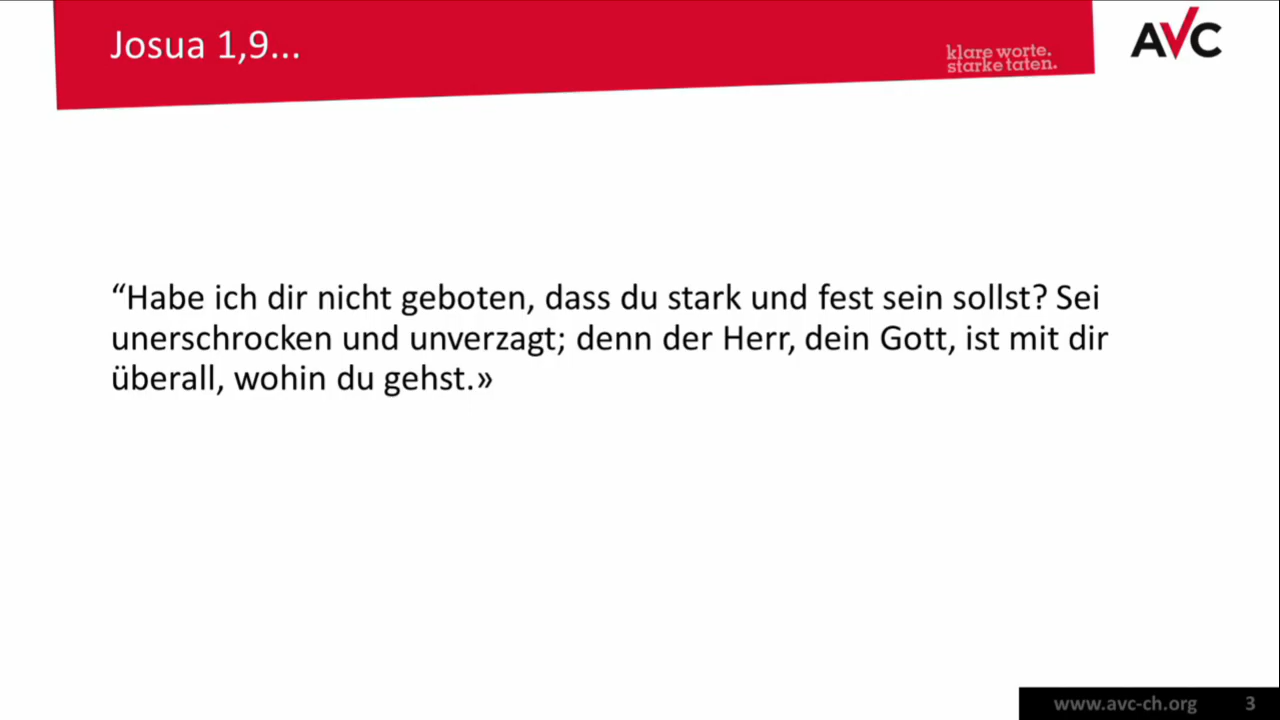 Josua 1,9...
klare worte.
starke taten.
AVC
“Habe ich dir nicht geboten, dass du stark und fest sein sollst? Sei
unerschrocken und unverzagt; denn der Herr, dein Gott, ist mit dir
überall, wohin du gehst.»
www.avc-ch.org 3